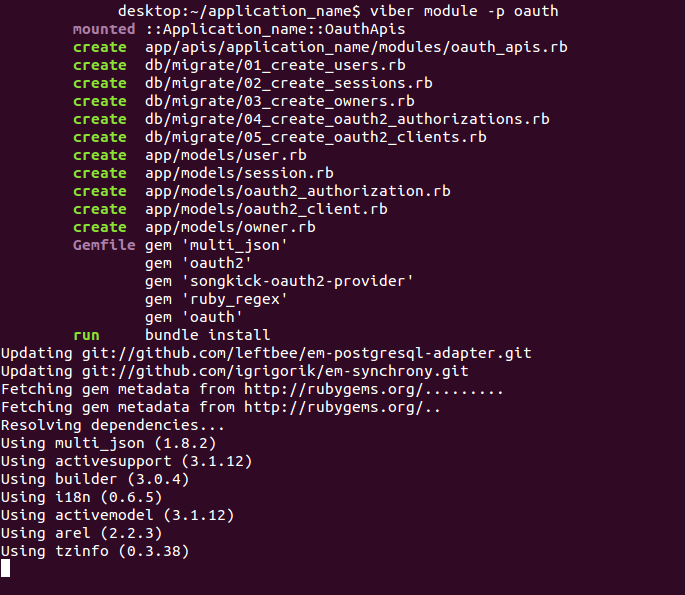 desktop:~/application_name$ viber module -p oauth
mounted ::Application_name::OauthApis
create app/apis/application_name/modules/oauth_apis.rb
create db/migrate/01_create_users.rb
create db/migrate/02_create_sessions.rb
create db/migrate/03_create_owners.rb
create db/migrate/04_create_oauth2_authorizations.rb
create db/migrate/05_create_oauth2_clients.rb
create app/models/user.rb
create app/models/session.rb
create app/models/oauth2_authorization.rb
create app/models/oauth2_client.rb
create app/models/owner.rb
Gemfile gem 'multi_json'
gem 'oauth2'
gem 'songkick-oauth2-provider'
gem 'ruby_regex'
gem 'oauth'
run bundle install
Updating git://github.com/leftbee/em-postgresql-adapter.git
Updating git://github.com/igrigorik/em-synchrony.git
Fetching gem metadata from http://rubygems.org/.........
Fetching gem metadata from http://rubygems.org/..
Resolving dependencies...
Using multi_json (1.8.2)
Using activesupport (3.1.12)
Using builder (3.0.4)
Using i18n (0.6.5)
Using activemodel (3.1.12)
Using arel (2.2.3)
Using tzinfo (0.3.38)